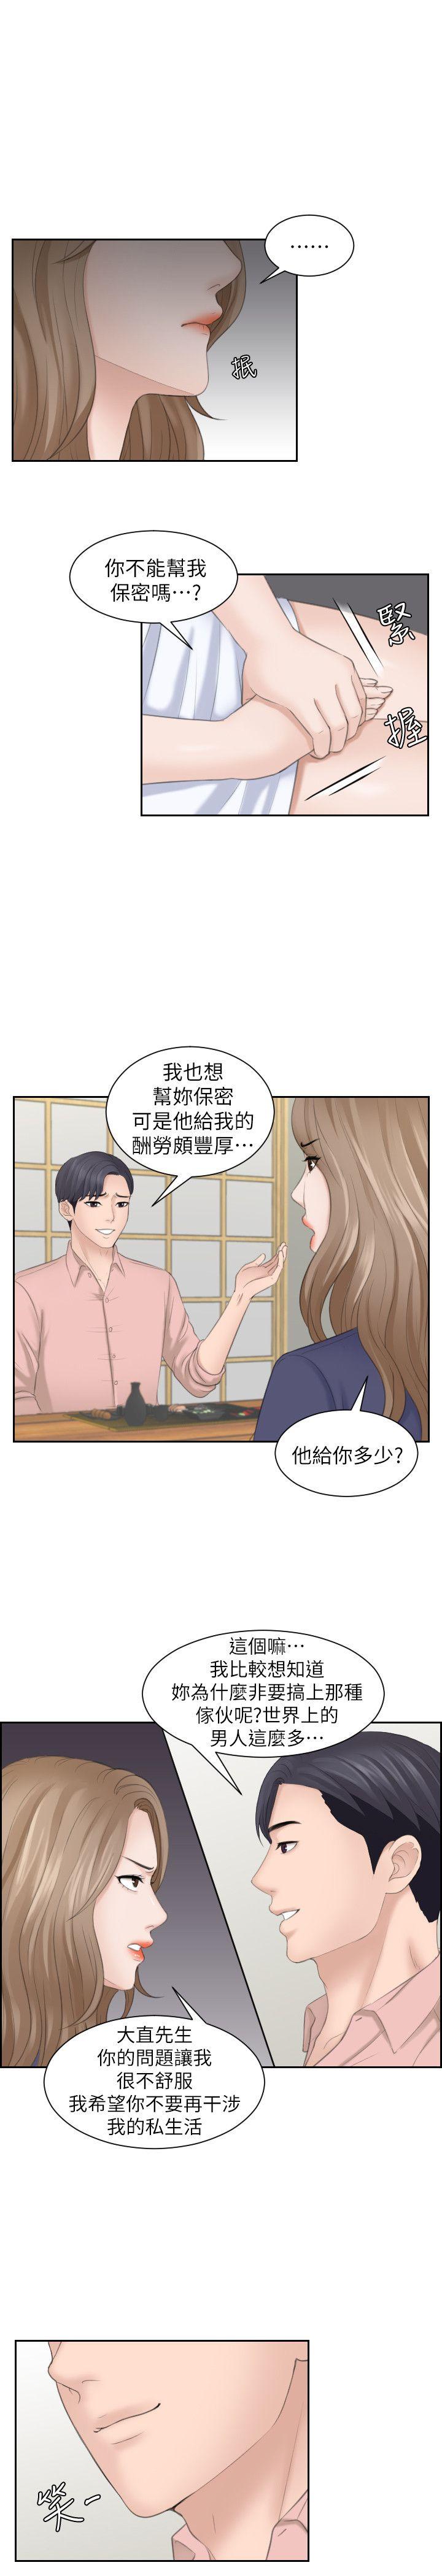 ……
抿
你不能幫我
保密嗎…?
緊
握
我也想
幫妳保密
可是他給我的
酬勞頗豐厚…
他給你多少?
這個嘛…
我比較想知道
妳為什麼非要搞上那種
傢伙呢?世界上的
男人這麼多…
大直先生
你的問題讓我
很不舒服
我希望你不要再干涉
我的私生活
笑~